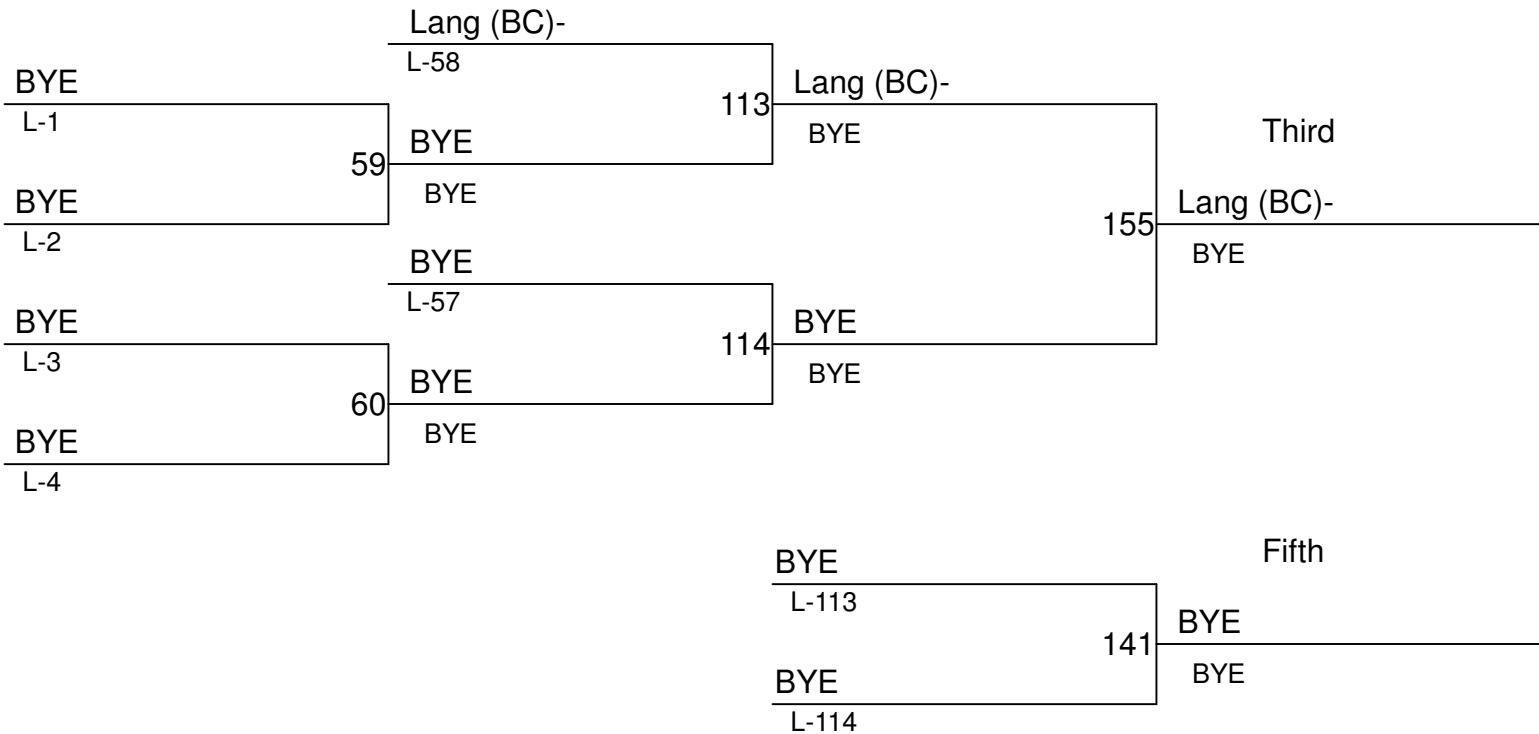 Lang (BC)-
L-58
BYE
L-1
113
Lang (BC)-
BYE
Third
59
BYE
BYE
BYE
L-2
155
Lang (BC)-
BYE
BYE
L-57
BYE
L-3
114
BYE
BYE
60
BYE
BYE
BYE
L-4
Fifth
BYE
L-113
141
BYE
BYE
BYE
L-114